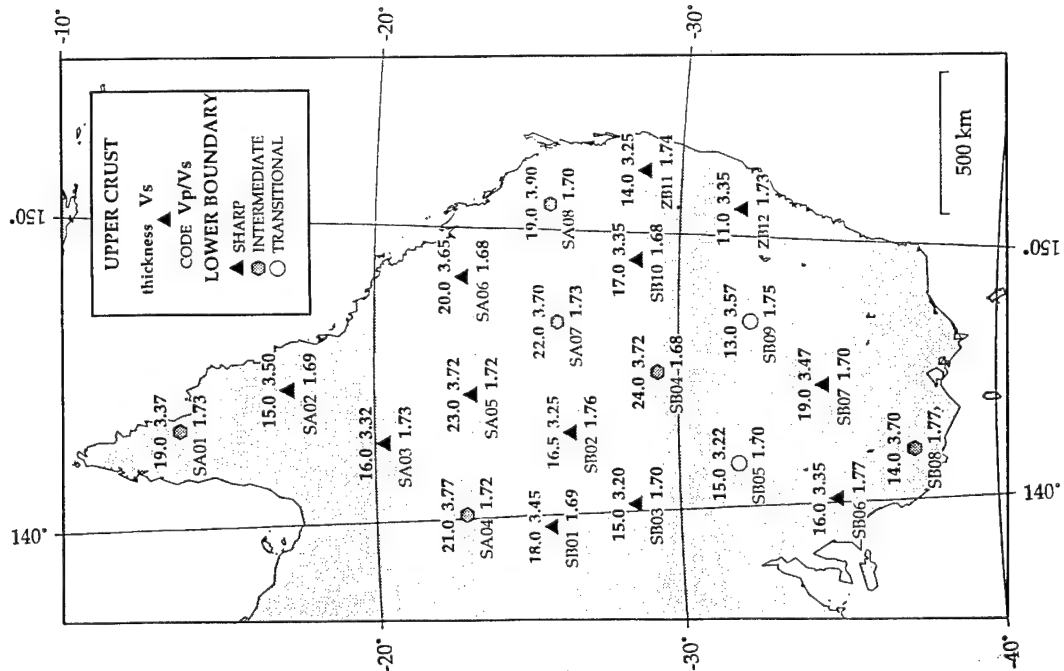 UPPER CRUST
thickness Vs
CODE Vp/Vs
LOWER BOUNDARY
SHARP
INTERMEDIATE
TRANSITIONAL
140°
150°
-10°
-10°
19.0 3.37
SA01 1.73
15.0 3.50
SA02 1.69
16.0 3.32
SA03 1.73
-20°
-20°
21.0 3.77
SA04 1.72
23.0 3.72
SA05 1.72
20.0 3.65
SA06 1.68
18.0 3.45
SB01 1.69
16.5 3.25
SB02 1.76
22.0 3.70
SA07 1.73
19.0 3.90
SA08 1.70
15.0 3.20
SB03 1.70
24.0 3.72
SB04 1.68
17.0 3.35
SB10 1.68
14.0 3.25
ZB11 1.74
-30°
-30°
15.0 3.22
SB05 1.70
13.0 3.57
SB09 1.75
11.0 3.35
ZB12 1.73
16.0 3.35
SB06 1.77
19.0 3.47
SB07 1.70
14.0 3.70
SB08 1.77
500 km
-40°
-40°
140°
150°